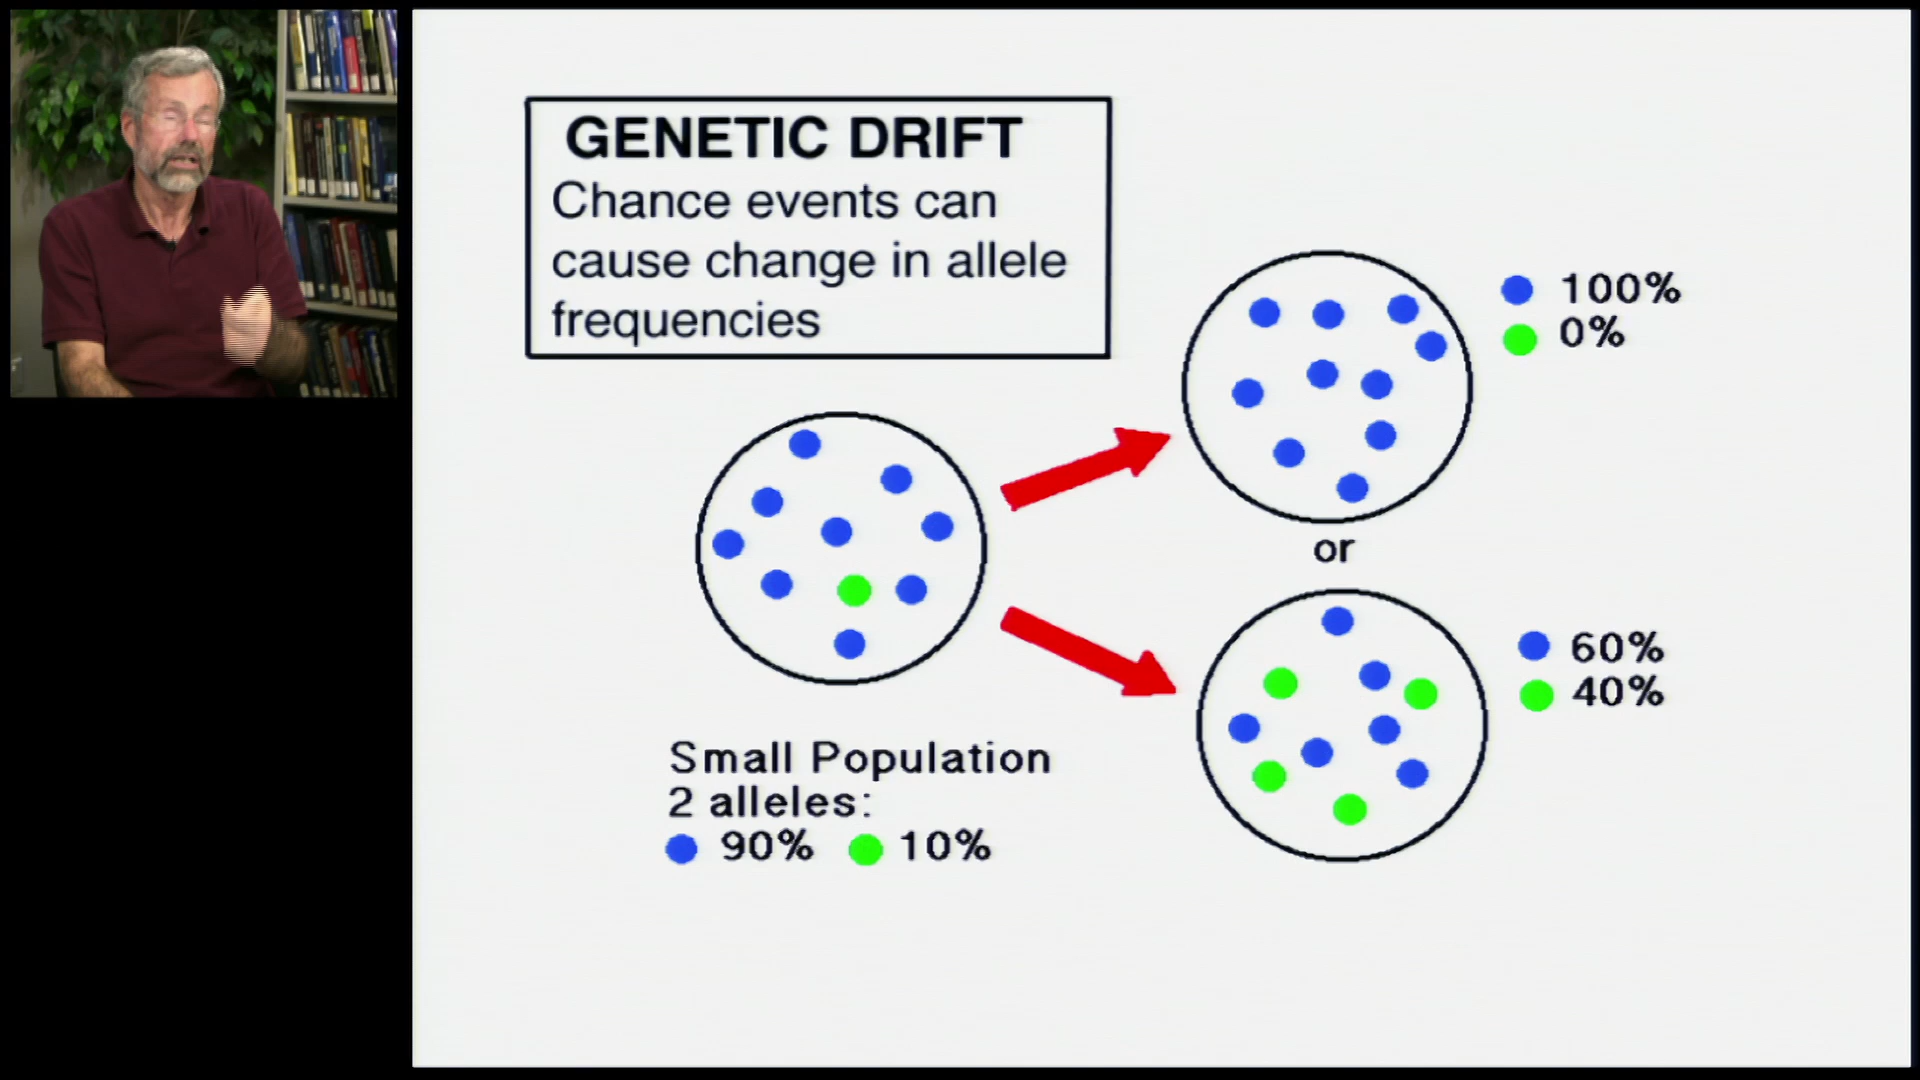 GENETIC DRIFT
Chance events can
cause change in allele
frequencies
100%
0%
or
60%
40%
Small Population
2 alleles:
90% 10%